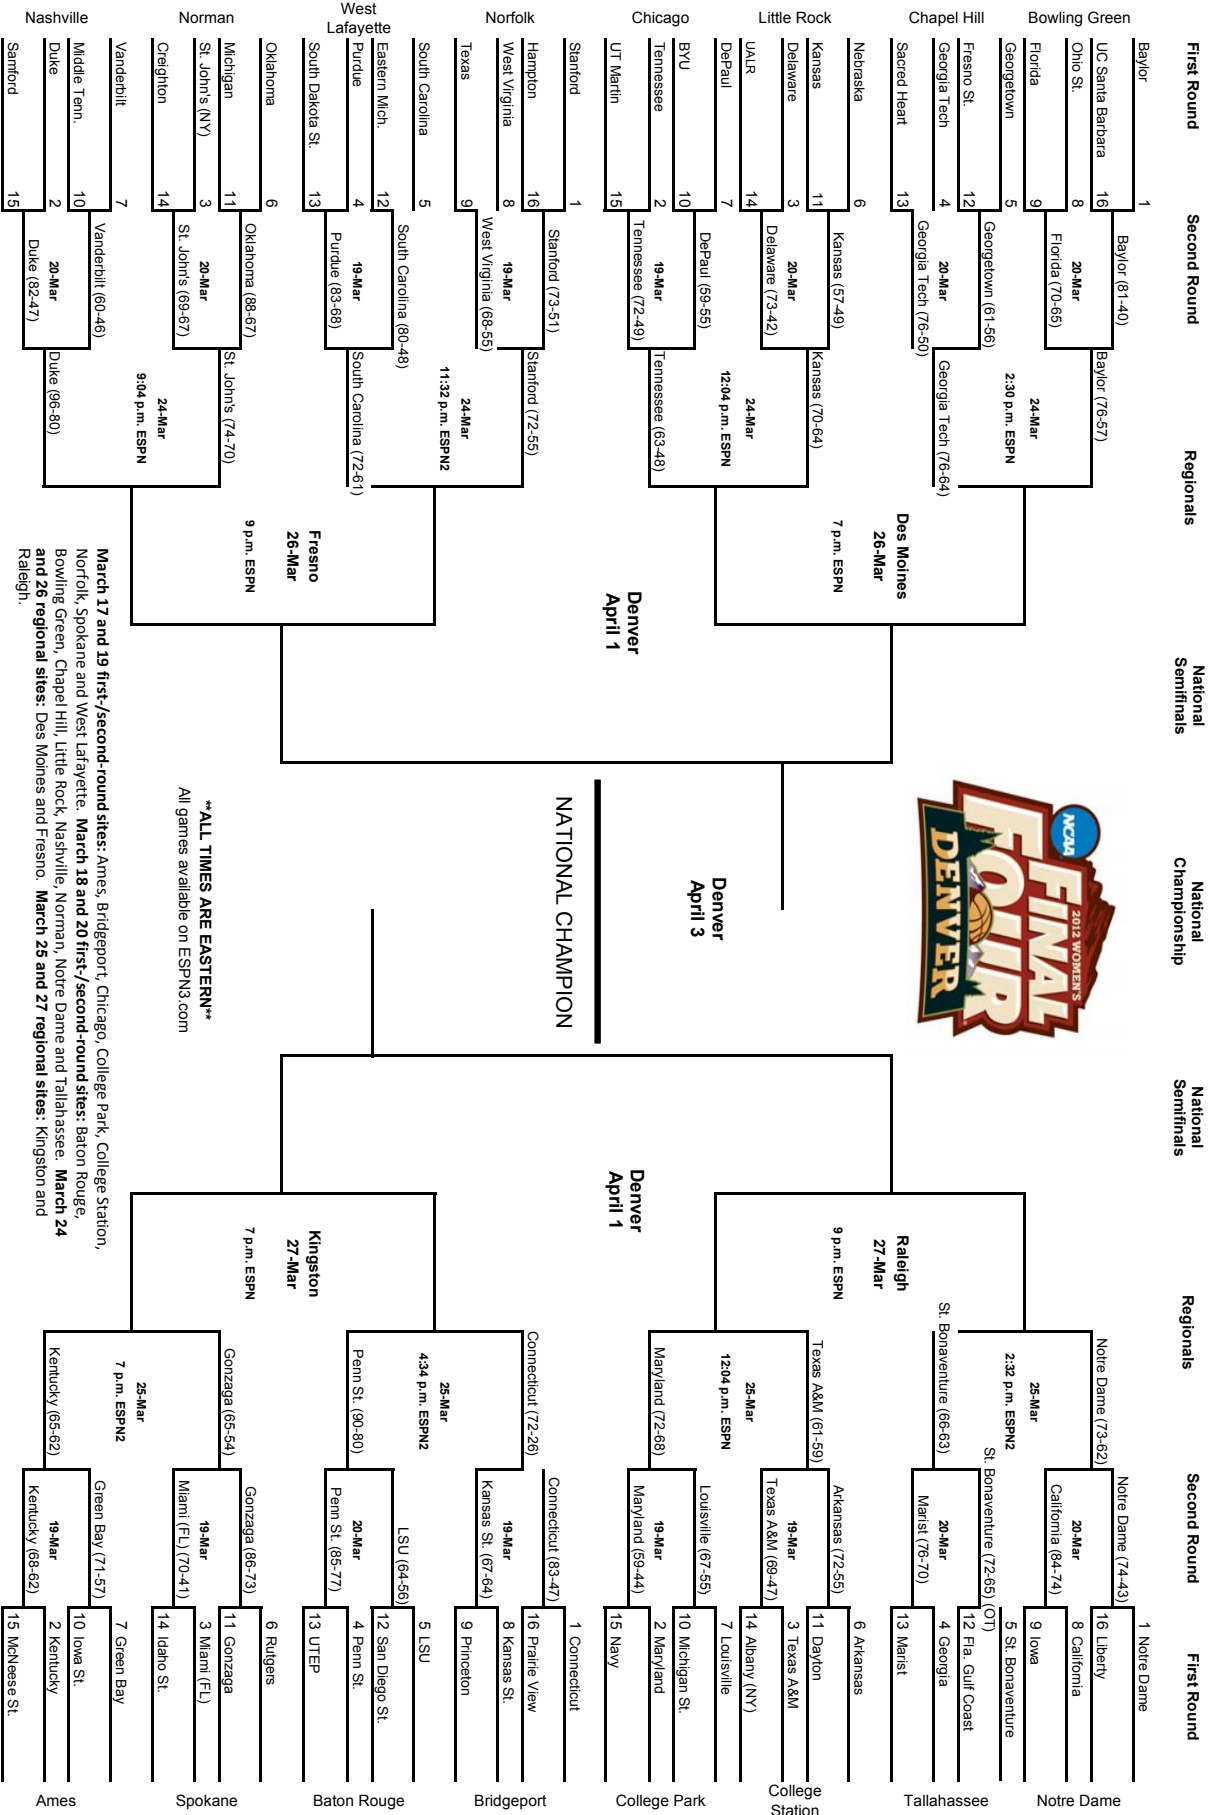 First Round
Second Round
Regionals
National
Semifinals
National
Championship
National
Semifinals
Regionals
Second Round
First Round
Bowling Green
Baylor
1
UC Santa Barbara
16
Ohio St.
8
Florida
9
Baylor (81-40)
20-Mar
Florida (70-65)
Baylor (76-57)
Chapel Hill
Georgetown
5
Fresno St.
12
Georgia Tech
4
Sacred Heart
13
Georgetown (61-56)
20-Mar
Georgia Tech (76-50)
Georgia Tech (76-64)
24-Mar
2:30 p.m. ESPN
Little Rock
Nebraska
6
Kansas
11
Delaware
3
UALR
14
Kansas (57-49)
20-Mar
Delaware (73-42)
Kansas (70-64)
Chicago
DePaul
7
BYU
10
Tennessee
2
UT Martin
15
DePaul (59-55)
19-Mar
Tennessee (72-49)
Tennessee (63-48)
24-Mar
12:04 p.m. ESPN
Des Moines
26-Mar
7 p.m. ESPN
Norfolk
Stanford
1
Hampton
16
West Virginia
8
Texas
9
Stanford (73-51)
19-Mar
West Virginia (68-55)
Stanford (72-55)
West
Lafayette
South Carolina
5
Eastern Mich.
12
Purdue
4
South Dakota St.
13
South Carolina (80-48)
19-Mar
Purdue (83-68)
South Carolina (72-61)
24-Mar
11:32 p.m. ESPN2
Norman
Oklahoma
6
Michigan
11
St. John's (NY)
3
Creighton
14
Oklahoma (88-67)
20-Mar
St. John's (69-67)
St. John's (74-70)
Nashville
Vanderbilt
7
Middle Tenn.
10
Duke
2
Samford
15
Vanderbilt (60-46)
20-Mar
Duke (82-47)
Duke (96-80)
24-Mar
9:04 p.m. ESPN
Fresno
26-Mar
9 p.m. ESPN
Denver
April 1
NCAA
2012 WOMEN'S
FINAL
FOUR
DENVER
Denver
April 3
NATIONAL CHAMPION
**ALL TIMES ARE EASTERN**
All games available on ESPN3.com
Denver
April 1
Raleigh
27-Mar
9 p.m. ESPN
Notre Dame (73-62)
25-Mar
2:32 p.m. ESPN2
St. Bonaventure (66-63)
Notre Dame (74-43)
20-Mar
California (84-74)
1 Notre Dame
16 Liberty
8 California
9 Iowa
Notre Dame
St. Bonaventure (72-65) (OT)
20-Mar
Marist (76-70)
5 St. Bonaventure
12 Fla. Gulf Coast
4 Georgia
13 Marist
Tallahassee
Texas A&M (61-59)
25-Mar
12:04 p.m. ESPN
Maryland (72-68)
Arkansas (72-55)
19-Mar
Texas A&M (69-47)
6 Arkansas
11 Dayton
3 Texas A&M
14 Albany (NY)
College
Station
Louisville (67-55)
19-Mar
Maryland (59-44)
7 Louisville
10 Michigan St.
2 Maryland
15 Navy
College Park
Kingston
27-Mar
7 p.m. ESPN
Connecticut (72-26)
25-Mar
4:34 p.m. ESPN2
Penn St. (90-80)
Connecticut (83-47)
19-Mar
Kansas St. (67-64)
1 Connecticut
16 Prairie View
8 Kansas St.
9 Princeton
Bridgeport
LSU (64-56)
20-Mar
Penn St. (85-77)
5 LSU
12 San Diego St.
4 Penn St.
13 UTEP
Baton Rouge
Gonzaga (65-54)
25-Mar
7 p.m. ESPN2
Kentucky (65-62)
Gonzaga (86-73)
19-Mar
Miami (FL) (70-41)
6 Rutgers
11 Gonzaga
3 Miami (FL)
14 Idaho St.
Spokane
Green Bay (71-57)
19-Mar
Kentucky (68-62)
7 Green Bay
10 Iowa St.
2 Kentucky
15 McNeese St.
Ames
March 17 and 19 first-/second-round sites: Ames, Bridgeport, Chicago, College Park, College Station,
Norfolk, Spokane and West Lafayette. March 18 and 20 first-/second-round sites: Baton Rouge,
Bowling Green, Chapel Hill, Little Rock, Nashville, Norman, Notre Dame and Tallahassee. March 24
and 26 regional sites: Des Moines and Fresno. March 25 and 27 regional sites: Kingston and
Raleigh.